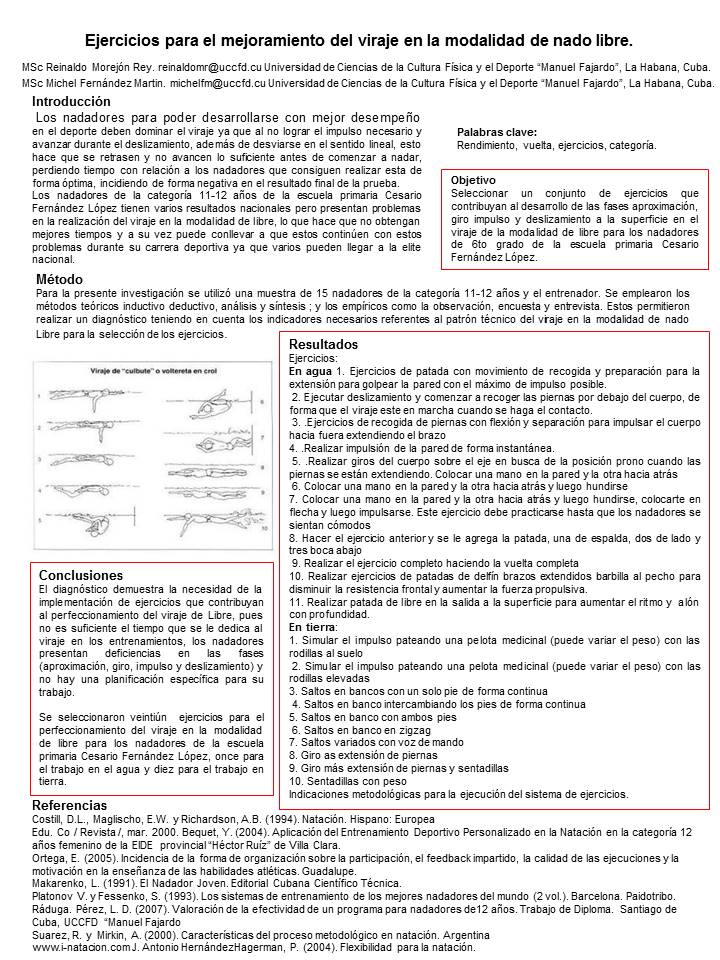 Ejercicios para el mejoramiento del viraje en la modalidad de nado libre.
MSc Reinaldo Morejón Rey. reinaldomr@uccfd.cu Universidad de Ciencias de la Cultura Física y el Deporte “Manuel Fajardo”, La Habana, Cuba.
MSc Michel Fernández Martin. michelfm@uccfd.cu Universidad de Ciencias de la Cultura Física y el Deporte “Manuel Fajardo”, La Habana, Cuba.
Introducción
Los nadadores para poder desarrollarse con mejor desempeño
en el deporte deben dominar el viraje ya que al no lograr el impulso necesario y
avanzar durante el deslizamiento, además de desviarse en el sentido lineal, esto
hace que se retrasen y no avancen lo suficiente antes de comenzar a nadar,
perdiendo tiempo con relación a los nadadores que consiguen realizar esta de
forma óptima, incidiendo de forma negativa en el resultado final de la prueba.
Los nadadores de la categoría 11-12 años de la escuela primaria Cesario
Fernández López tienen varios resultados nacionales pero presentan problemas
en la realización del viraje en la modalidad de libre, lo que hace que no obtengan
mejores tiempos y a su vez puede conllevar a que estos continúen con estos
problemas durante su carrera deportiva ya que varios pueden llegar a la elite
nacional.
Palabras clave:
Rendimiento, vuelta, ejercicios, categoría.
Objetivo
Seleccionar un conjunto de ejercicios que
contribuyan al desarrollo de las fases aproximación,
giro impulso y deslizamiento a la superficie en el
viraje de la modalidad de libre para los nadadores
de 6to grado de la escuela primaria Cesario
Fernández López.
Método
Para la presente investigación se utilizó una muestra de 15 nadadores de la categoría 11-12 años y el entrenador. Se emplearon los
métodos teóricos inductivo deductivo, análisis y síntesis ; y los empíricos como la observación, encuesta y entrevista. Estos permitieron
realizar un diagnóstico teniendo en cuenta los indicadores necesarios referentes al patrón técnico del viraje en la modalidad de nado
Libre para la selección de los ejercicios.
Viraje de “culbute” o voltereta en crol
1
2
3
4
5
6
7
8
9
10
Resultados
Ejercicios:
En agua 1. Ejercicios de patada con movimiento de recogida y preparación para la
extensión para golpear la pared con el máximo de impulso posible.
2. Ejecutar deslizamiento y comenzar a recoger las piernas por debajo del cuerpo, de
forma que el viraje este en marcha cuando se haga el contacto.
3. .Ejercicios de recogida de piernas con flexión y separación para impulsar el cuerpo
hacia fuera extendiendo el brazo
4. .Realizar impulsión de la pared de forma instantánea.
5. .Realizar giros del cuerpo sobre el eje en busca de la posición prono cuando las
piernas se están extendiendo. Colocar una mano en la pared y la otra hacia atrás
6. Colocar una mano en la pared y la otra hacia atrás y luego hundirse
7. Colocar una mano en la pared y la otra hacia atrás y luego hundirse, colocarte en
flecha y luego impulsarse. Este ejercicio debe practicarse hasta que los nadadores se
sientan cómodos
8. Hacer el ejercicio anterior y se le agrega la patada, una de espalda, dos de lado y
tres boca abajo
9. Realizar el ejercicio completo haciendo la vuelta completa
10. Realizar ejercicios de patadas de delfín brazos extendidos barbilla al pecho para
disminuir la resistencia frontal y aumentar la fuerza propulsiva.
11. Realizar patada de libre en la salida a la superficie para aumentar el ritmo y alón
con profundidad.
En tierra:
1. Simular el impulso pateando una pelota medicinal (puede variar el peso) con las
rodillas al suelo
2. Simular el impulso pateando una pelota medicinal (puede variar el peso) con las
rodillas elevadas
3. Saltos en bancos con un solo pie de forma continua
4. Saltos en banco intercambiando los pies de forma continua
5. Saltos en banco con ambos pies
6. Saltos en banco en zigzag
7. Saltos variados con voz de mando
8. Giro as extensión de piernas
9. Giro más extensión de piernas y sentadillas
10. Sentadillas con peso
Indicaciones metodológicas para la ejecución del sistema de ejercicios.
Conclusiones
El diagnóstico demuestra la necesidad de la
implementación de ejercicios que contribuyan
al perfeccionamiento del viraje de Libre, pues
no es suficiente el tiempo que se le dedica al
viraje en los entrenamientos, los nadadores
presentan deficiencias en las fases
(aproximación, giro, impulso y deslizamiento) y
no hay una planificación específica para su
trabajo.
Se seleccionaron veintiún ejercicios para el
perfeccionamiento del viraje en la modalidad
de libre para los nadadores de la escuela
primaria Cesario Fernández López, once para
el trabajo en el agua y diez para el trabajo en
tierra.
Referencias
Costill, D.L., Maglischo, E.W. y Richardson, A.B. (1994). Natación. Hispano: Europea
Edu. Co / Revista /, mar. 2000. Bequet, Y. (2004). Aplicación del Entrenamiento Deportivo Personalizado en la Natación en la categoría 12
años femenino de la EIDE provincial “Héctor Ruíz” de Villa Clara.
Ortega, E. (2005). Incidencia de la forma de organización sobre la participación, el feedback impartido, la calidad de las ejecuciones y la
motivación en la enseñanza de las habilidades atléticas. Guadalupe.
Makarenko, L. (1991). El Nadador Joven. Editorial Cubana Científico Técnica.
Platonov V. y Fessenko, S. (1993). Los sistemas de entrenamiento de los mejores nadadores del mundo (2 vol.). Barcelona. Paidotribo.
Ráduga. Pérez, L. D. (2007). Valoración de la efectividad de un programa para nadadores de12 años. Trabajo de Diploma. Santiago de
Cuba, UCCFD “Manuel Fajardo
Suarez, R. y Mirkin, A. (2000). Características del proceso metodológico en natación. Argentina
www.i-natacion.com J. Antonio HernándezHagerman, P. (2004). Flexibilidad para la natación.